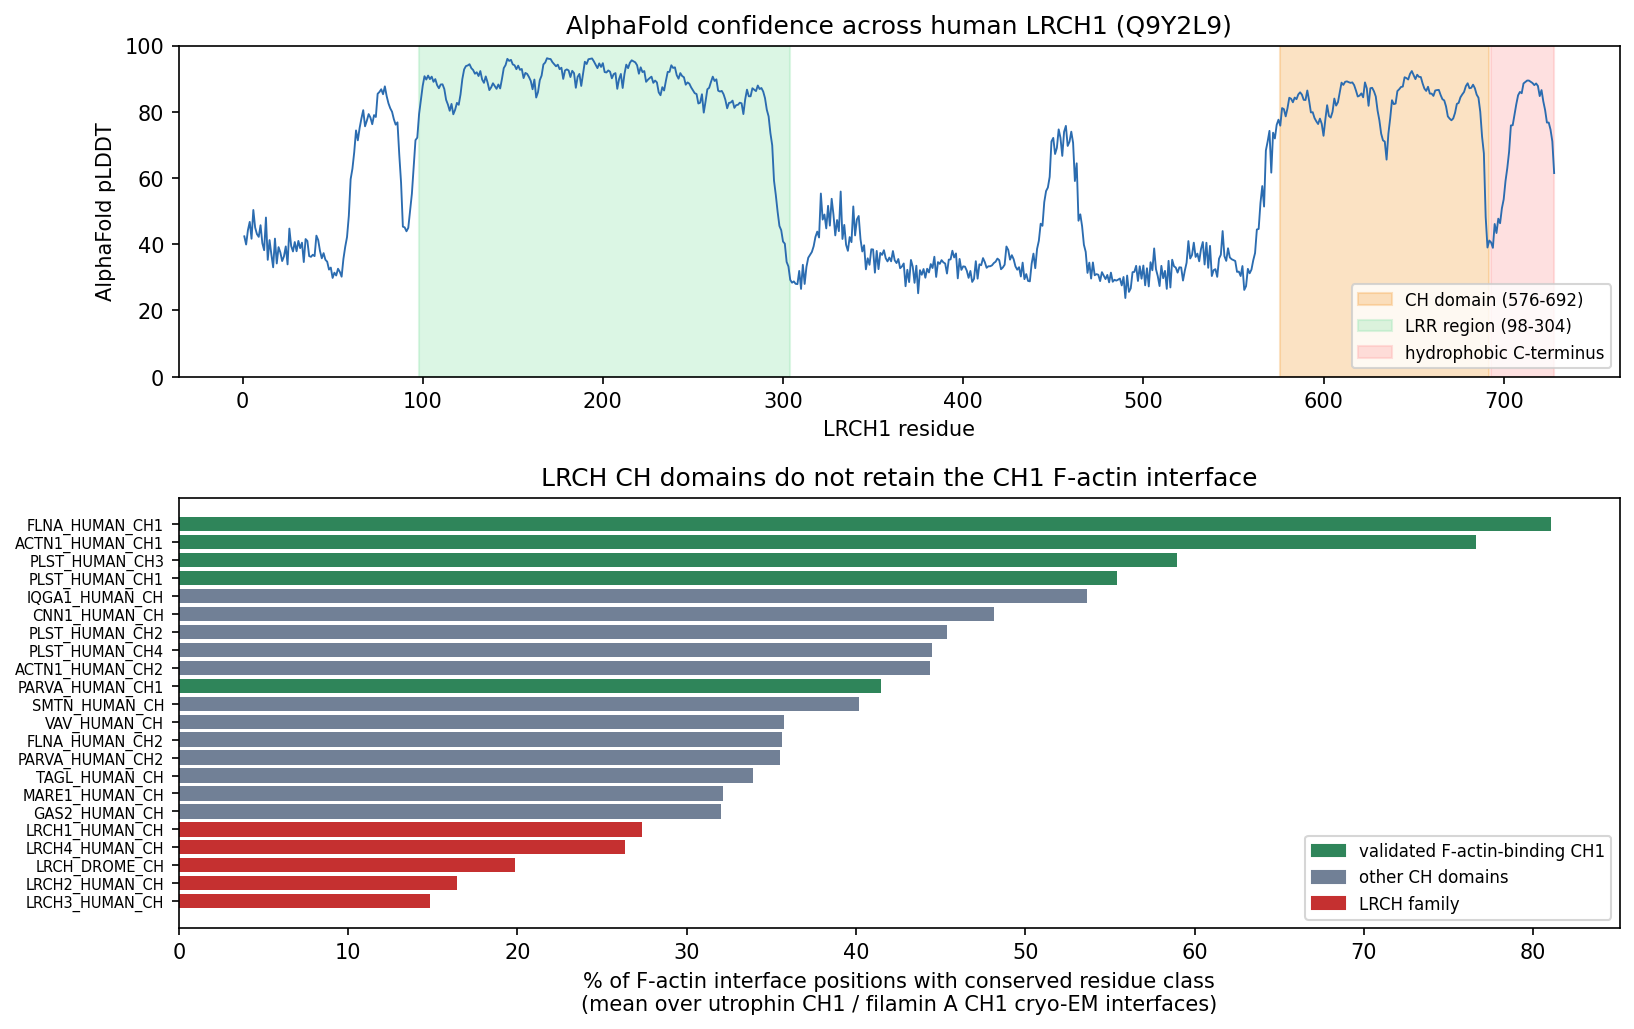 AlphaFold confidence across human LRCH1 (Q9Y2L9)
100
80
60
40
20
0
AlphaFold pLDDT
CH domain (576-692)
LRR region (98-304)
hydrophobic C-terminus
0 100 200 300 400 500 600 700
LRCH1 residue
LRCH CH domains do not retain the CH1 F-actin interface
FLNA_HUMAN_CH1
ACTN1_HUMAN_CH1
PLST_HUMAN_CH3
PLST_HUMAN_CH1
IQGA1_HUMAN_CH
CNN1_HUMAN_CH
PLST_HUMAN_CH2
PLST_HUMAN_CH4
ACTN1_HUMAN_CH2
PARVA_HUMAN_CH1
SMTN_HUMAN_CH
VAV_HUMAN_CH
FLNA_HUMAN_CH2
PARVA_HUMAN_CH2
TAGL_HUMAN_CH
MARE1_HUMAN_CH
GAS2_HUMAN_CH
LRCH1_HUMAN_CH
LRCH4_HUMAN_CH
LRCH_DROME_CH
LRCH2_HUMAN_CH
LRCH3_HUMAN_CH
validated F-actin-binding CH1
other CH domains
LRCH family
0 10 20 30 40 50 60 70 80
% of F-actin interface positions with conserved residue class
(mean over utrophin CH1 / filamin A CH1 cryo-EM interfaces)